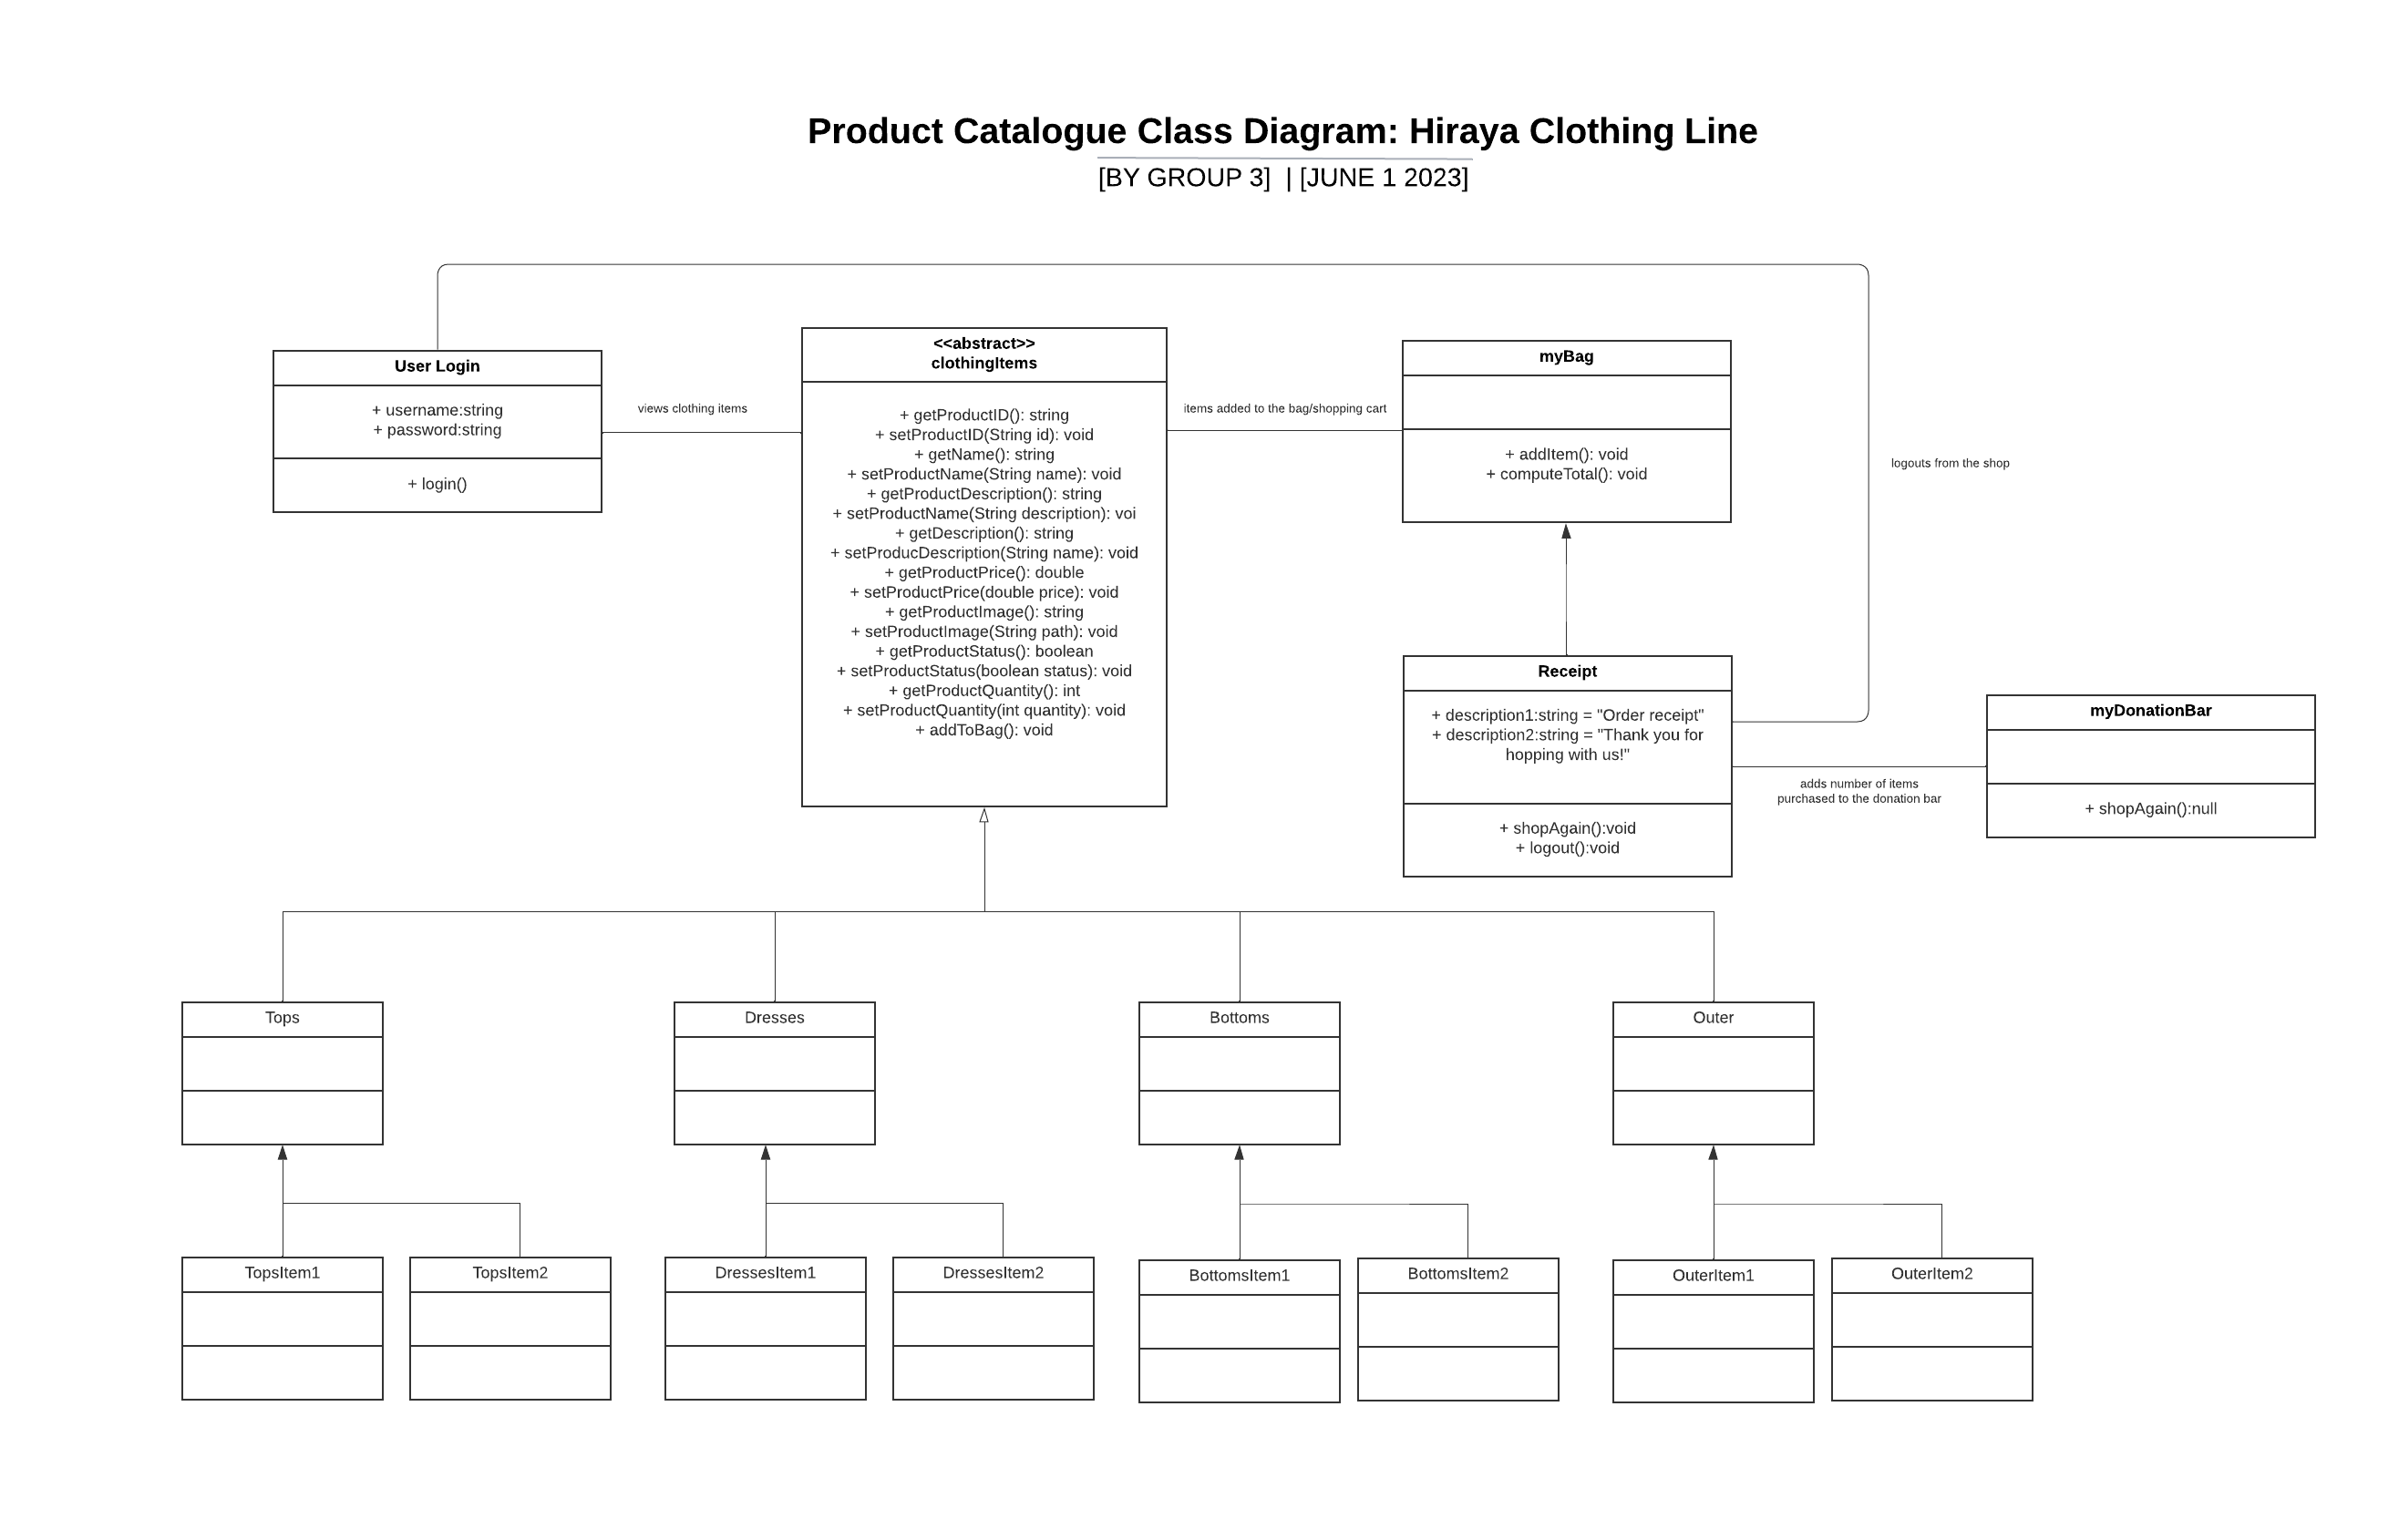 Product Catalogue Class Diagram: Hiraya Clothing Line
[BY GROUP 3]  | [JUNE 1 2023]
User Login
+ username:string
+ password:string
+ login()
views clothing items
<<abstract>>
clothingItems
+ getProductID(): string
+ setProductID(String id): void
+ getName(): string
+ setProductName(String name): void
+ getProductDescription(): string
+ setProductName(String description): voi
+ getDescription(): string
+ setProducDescription(String name): void
+ getProductPrice(): double
+ setProductPrice(double price): void
+ getProductImage(): string
+ setProductImage(String path): void
+ getProductStatus(): boolean
+ setProductStatus(boolean status): void
+ getProductQuantity(): int
+ setProductQuantity(int quantity): void
+ addToBag(): void
items added to the bag/shopping cart
myBag
+ addItem(): void
+ computeTotal(): void
logouts from the shop
Receipt
+ description1:string = "Order receipt"
+ description2:string = "Thank you for
hopping with us!"
+ shopAgain():void
+ logout():void
adds number of items
purchased to the donation bar
myDonationBar
+ shopAgain():null
Tops
Dresses
Bottoms
Outer
TopsItem1
TopsItem2
DressesItem1
DressesItem2
BottomsItem1
BottomsItem2
OuterItem1
OuterItem2